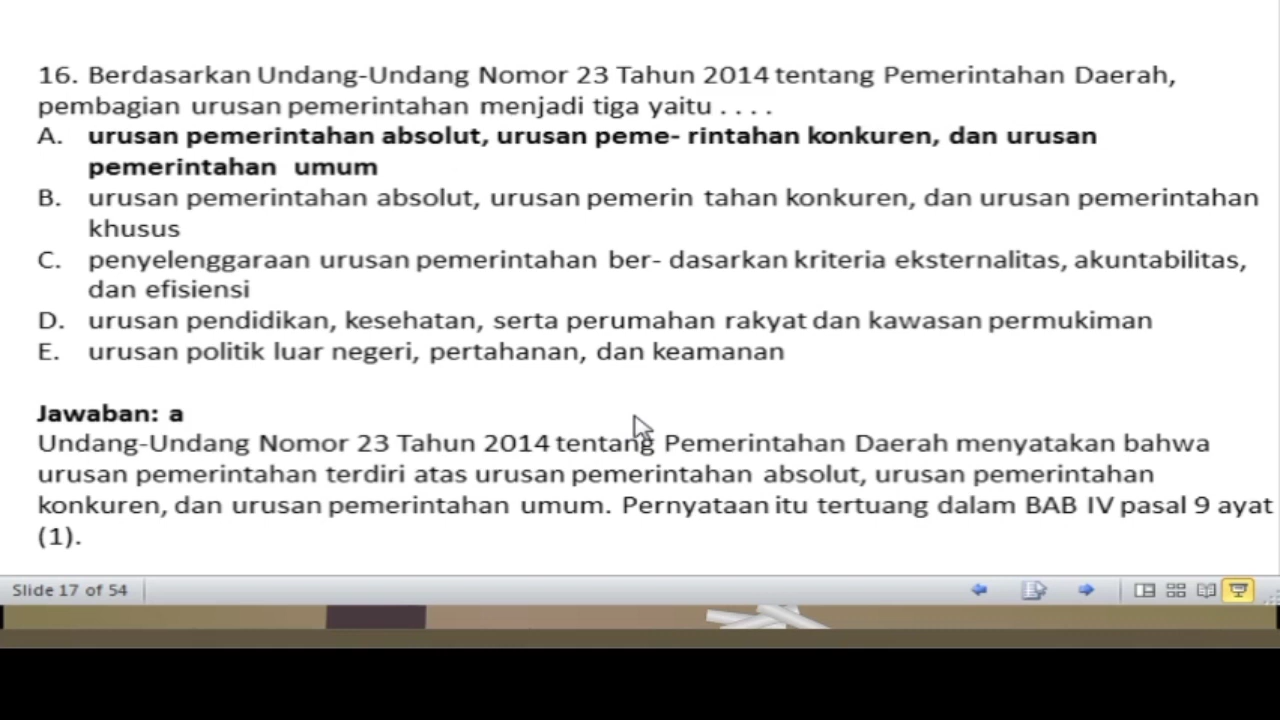 16. Berdasarkan Undang-Undang Nomor 23 Tahun 2014 tentang Pemerintahan Daerah,
pembagian urusan pemerintahan menjadi tiga yaitu . . . .
A. urusan pemerintahan absolut, urusan peme- rintahan konkuren, dan urusan
pemerintahan umum
B. urusan pemerintahan absolut, urusan pemerin tahan konkuren, dan urusan pemerintahan
khusus
C. penyelenggaraan urusan pemerintahan ber- dasarkan kriteria eksternalitas, akuntabilitas,
dan efisiensi
D. urusan pendidikan, kesehatan, serta perumahan rakyat dan kawasan permukiman
E. urusan politik luar negeri, pertahanan, dan keamanan
Jawaban: a
Undang-Undang Nomor 23 Tahun 2014 tentang Pemerintahan Daerah menyatakan bahwa
urusan pemerintahan terdiri atas urusan pemerintahan absolut, urusan pemerintahan
konkuren, dan urusan pemerintahan umum. Pernyataan itu tertuang dalam BAB IV pasal 9 ayat
(1).
Slide 17 of 54